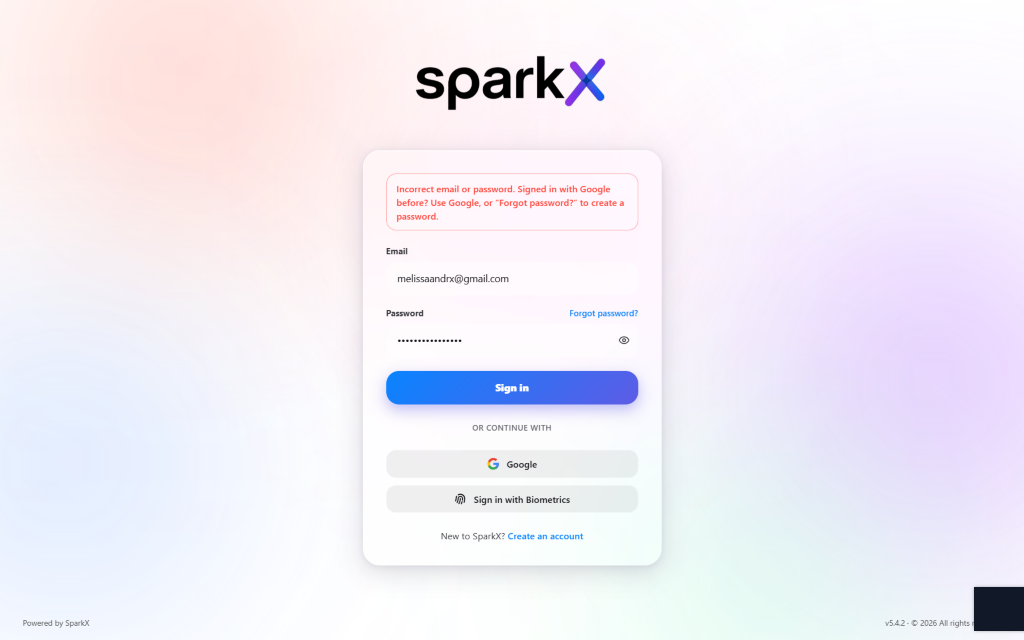 sparkX
Incorrect email or password. Signed in with Google
before? Use Google, or "Forgot password?" to create a
password.
Email
melissaandrx@gmail.com
Password
Forgot password?
••••••••••••••••
Sign in
OR CONTINUE WITH
Google
Sign in with Biometrics
New to SparkX? Create an account
Powered by SparkX
v5.4.2 · © 2026 All rights